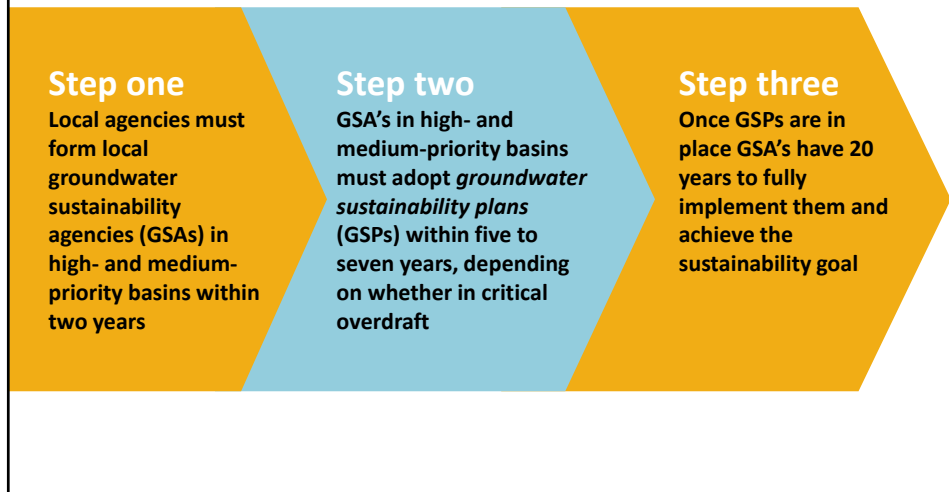 Step one
Local agencies must
form local
groundwater
sustainability
agencies (GSAs) in
high- and medium-
priority basins within
two years
Step two
GSA's in high- and
medium-priority basins
must adopt groundwater
sustainability plans
(GSPs) within five to
seven years, depending
on whether in critical
overdraft
Step three
Once GSPs are in
place GSA's have 20
years to fully
implement them and
achieve the
sustainability goal